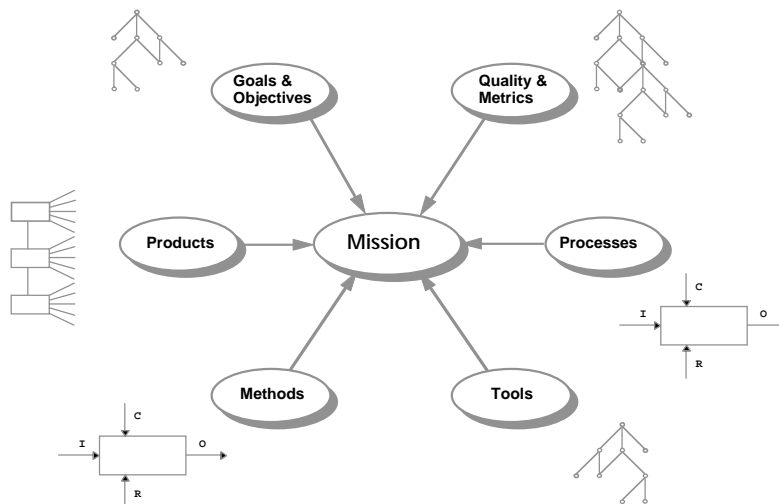 Goals &
Objectives
Quality &
Metrics
Products
Mission
Processes
C
I
O
R
Methods
Tools
C
I
O
R